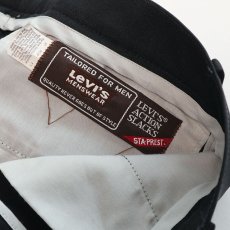 TAILORED FOR MEN
Levi's
MENSWEAR
QUALITY NEVER GOES OUT OF STYLE
LEVI'S®
ACTION
SLACKS
STA-PREST